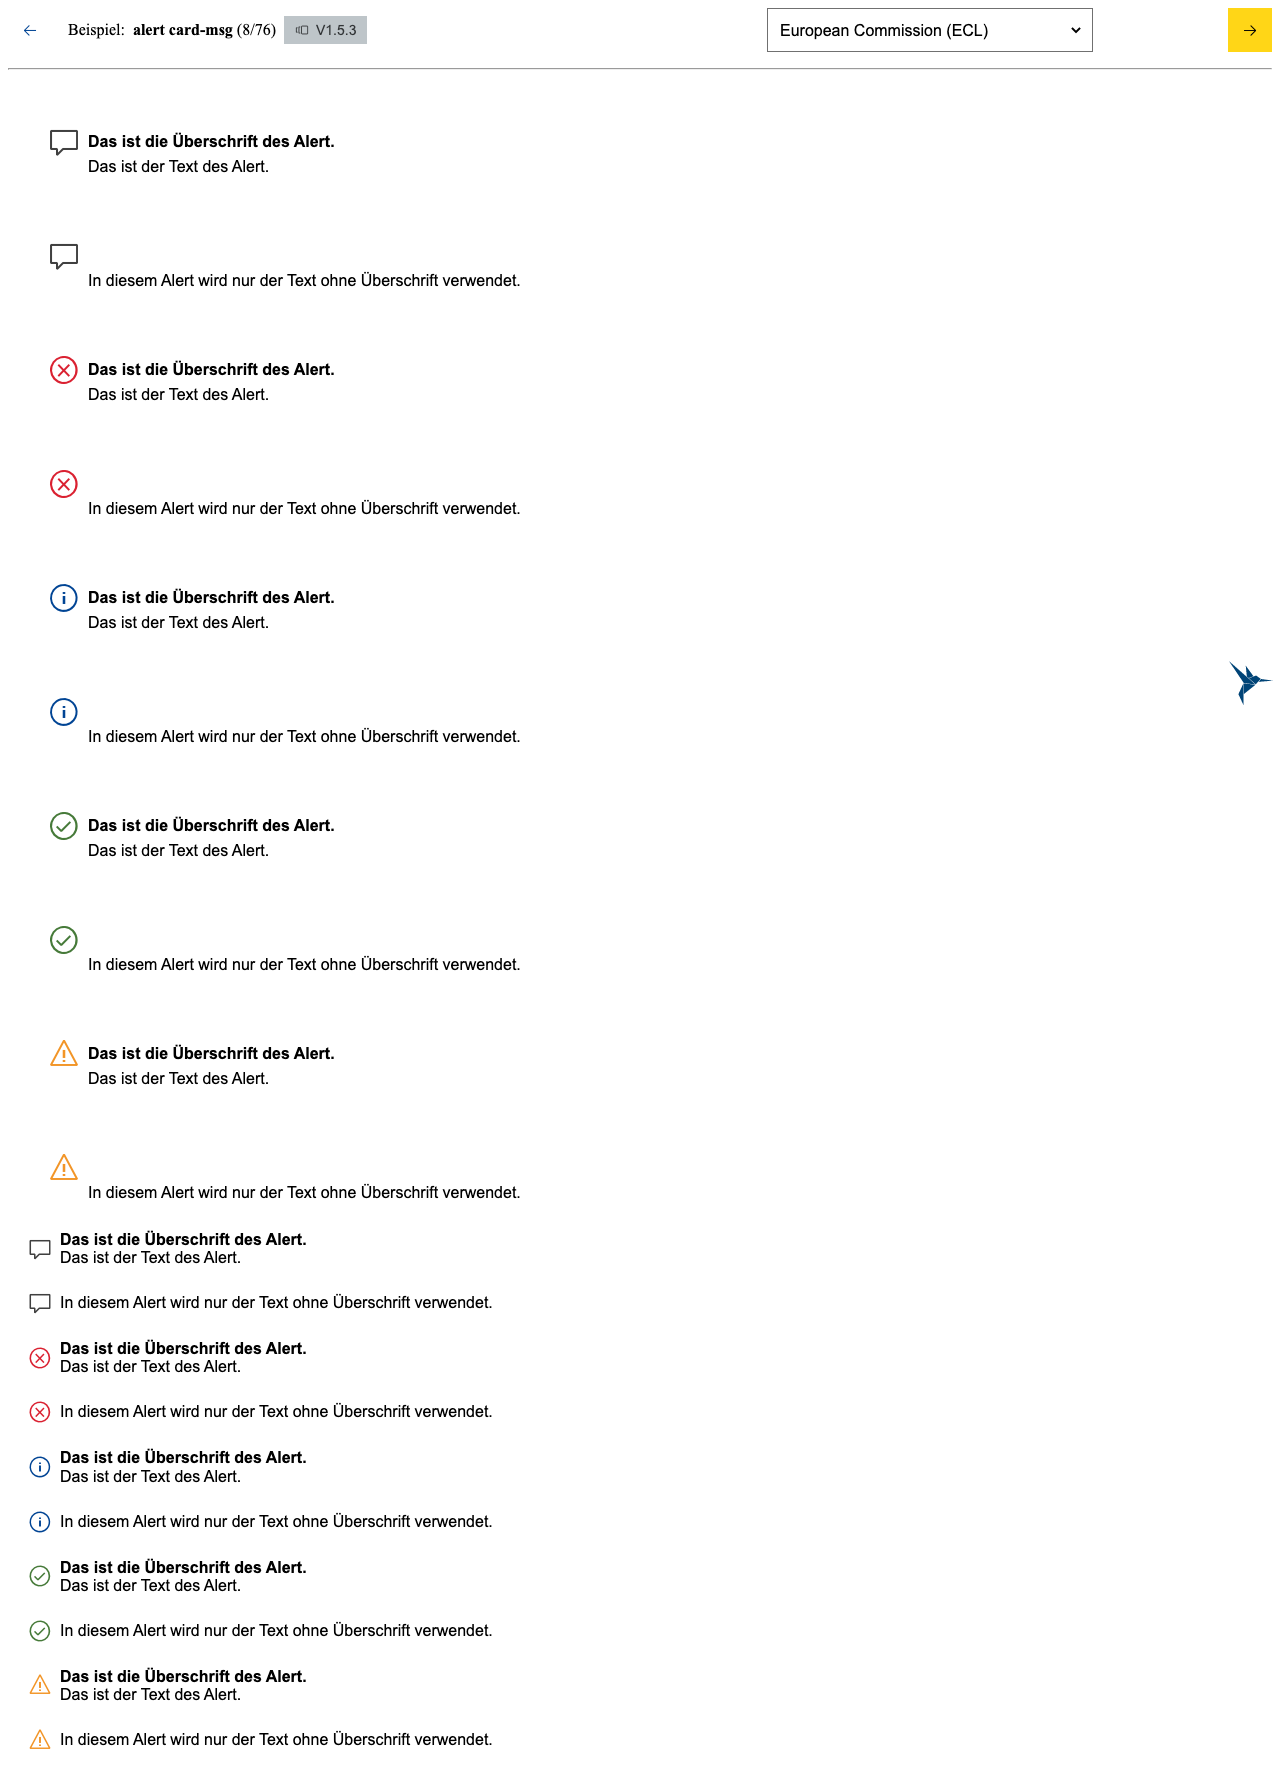 Beispiel: alert card-msg (8/76) V1.5.3 European Commission (ECL)
Das ist die Überschrift des Alert.
Das ist der Text des Alert.
In diesem Alert wird nur der Text ohne Überschrift verwendet.
Das ist die Überschrift des Alert.
Das ist der Text des Alert.
In diesem Alert wird nur der Text ohne Überschrift verwendet.
Das ist die Überschrift des Alert.
Das ist der Text des Alert.
In diesem Alert wird nur der Text ohne Überschrift verwendet.
Das ist die Überschrift des Alert.
Das ist der Text des Alert.
In diesem Alert wird nur der Text ohne Überschrift verwendet.
Das ist die Überschrift des Alert.
Das ist der Text des Alert.
In diesem Alert wird nur der Text ohne Überschrift verwendet.
Das ist die Überschrift des Alert.
Das ist der Text des Alert.
In diesem Alert wird nur der Text ohne Überschrift verwendet.
Das ist die Überschrift des Alert.
Das ist der Text des Alert.
In diesem Alert wird nur der Text ohne Überschrift verwendet.
Das ist die Überschrift des Alert.
Das ist der Text des Alert.
In diesem Alert wird nur der Text ohne Überschrift verwendet.
Das ist die Überschrift des Alert.
Das ist der Text des Alert.
In diesem Alert wird nur der Text ohne Überschrift verwendet.
Das ist die Überschrift des Alert.
Das ist der Text des Alert.
In diesem Alert wird nur der Text ohne Überschrift verwendet.